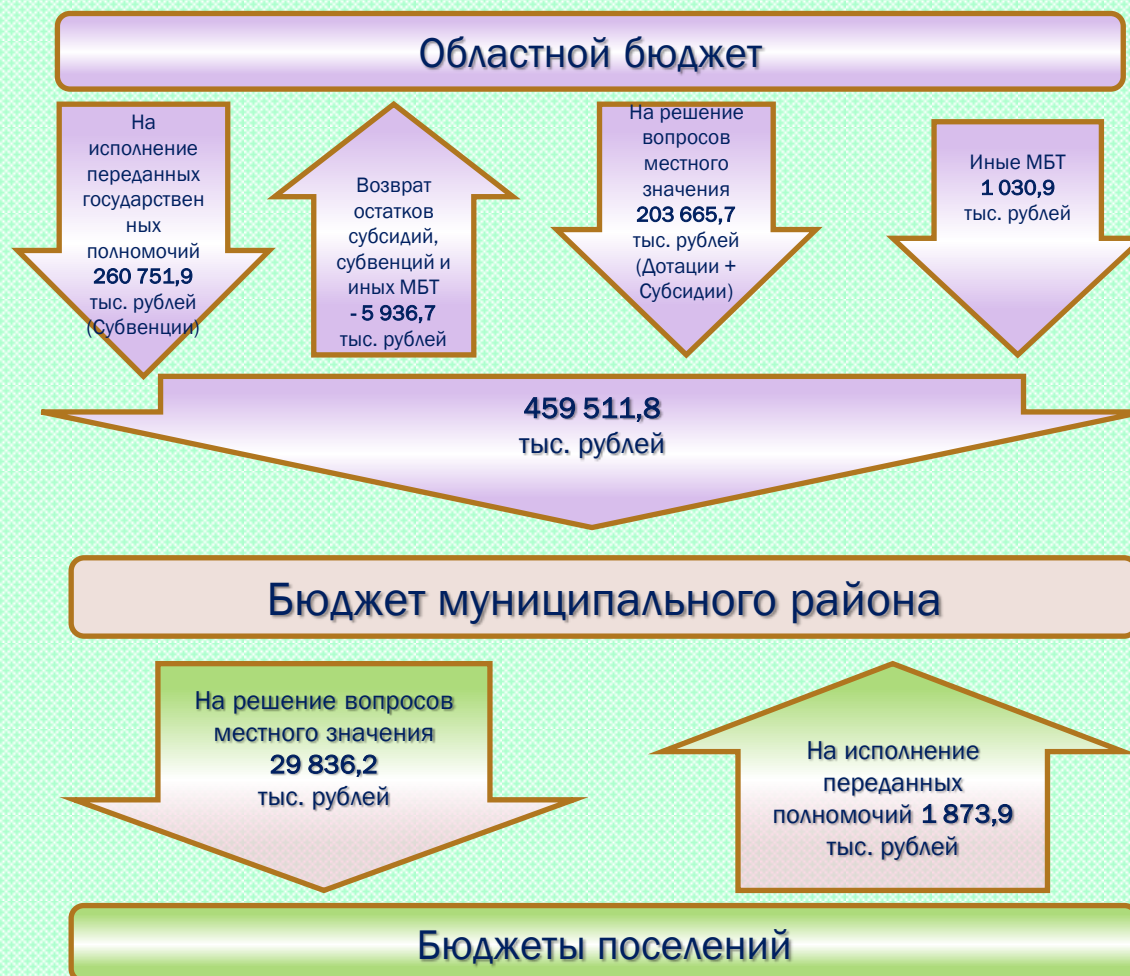 Областной бюджет
На
исполнение
переданных
государствен
ных
полномочий
260 751,9
тыс. рублей
(Субвенции)
Возврат
остатков
субсидий,
субвенций и
иных МБТ
- 5 936,7
тыс. рублей
На решение
вопросов
местного
значения
203 665,7
тыс. рублей
(Дотации +
Субсидии)
Иные МБТ
1 030,9
тыс. рублей
459 511,8
тыс. рублей
Бюджет муниципального района
На решение вопросов
местного значения
29 836,2
тыс. рублей
На исполнение
переданных
полномочий 1 873,9
тыс. рублей
Бюджеты поселений